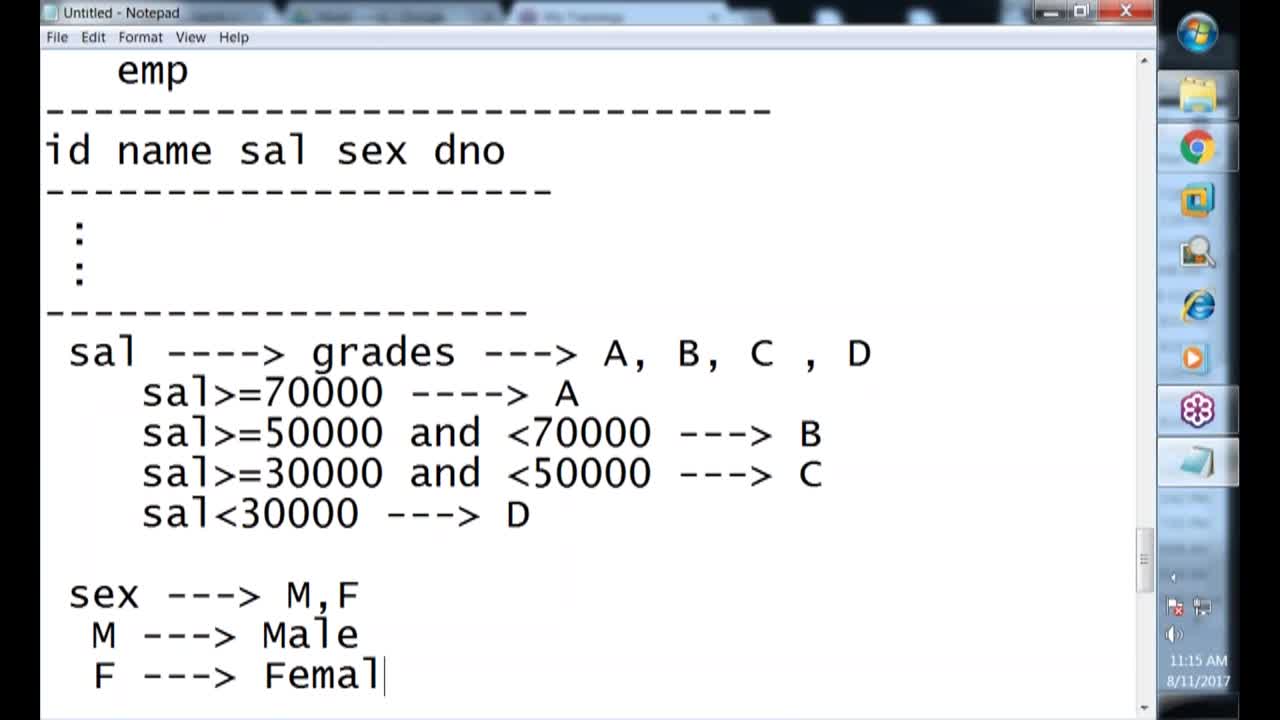 Untitled - Notepad
File Edit Format View Help
emp
------------------------------
id name sal sex dno
---------------------
:
:
--------------------
sal ----> grades ---> A, B, C , D
sal>=70000 ----> A
sal>=50000 and <70000 ---> B
sal>=30000 and <50000 ---> C
sal<30000 ---> D
sex ---> M,F
M ---> Male
F ---> Femal
11:15 AM
8/11/2017